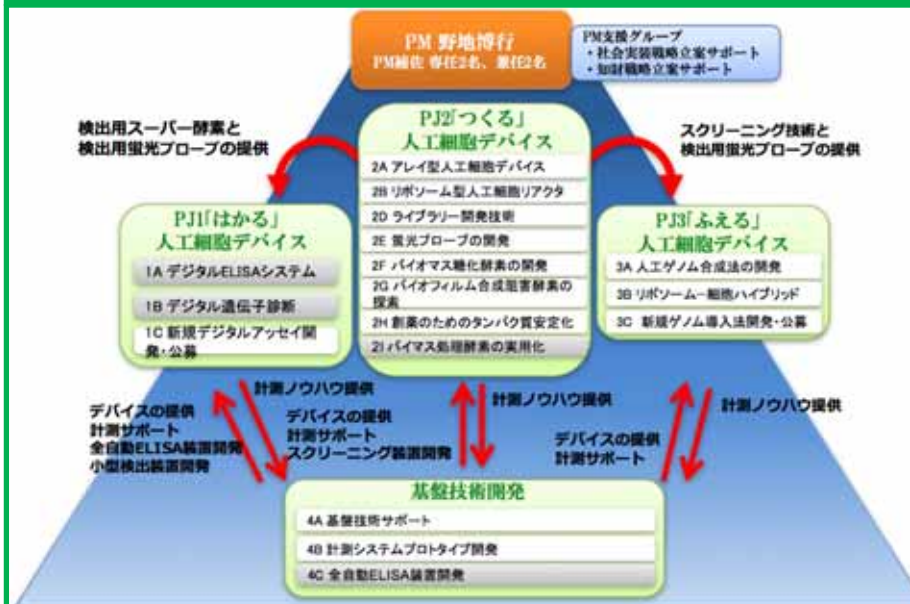 PM 野地博行
PM補佐 専任2名、兼任2名
PM支援グループ
・社会実装戦略立案サポート
・知財戦略立案サポート
検出用スーパー酵素と
検出用蛍光プローブの提供
PJ2「つくる」
人工細胞デバイス
2A アレイ型人工細胞デバイス
2B リポソーム型人工細胞リアクタ
2D ライブラリー開発技術
2E 蛍光プローブの開発
2F バイオマス糖化酵素の開発
2G バイオフィルム合成阻害酵素の
探索
2H 創薬のためのタンパク質安定化
2I バイマス処理酵素の実用化
スクリーニング技術と
検出用蛍光プローブの提供
PJ1「はかる」
人工細胞デバイス
1A デジタルELISAシステム
1B デジタル遺伝子診断
1C 新規デジタルアッセイ開
発・公募
PJ3「ふえる」
人工細胞デバイス
3A 人工ゲノム合成法の開発
3B リポソーム－細胞ハイブリッド
3C 新規ゲノム導入法開発・公募
デバイスの提供
計測サポート
全自動ELISA装置開発
小型検出装置開発
計測ノウハウ提供
デバイスの提供
計測サポート
スクリーニング装置開発
計測ノウハウ提供
デバイスの提供
計測サポート
計測ノウハウ提供
基盤技術開発
4A 基盤技術サポート
4B 計測システムプロトタイプ開発
4C 全自動ELISA装置開発